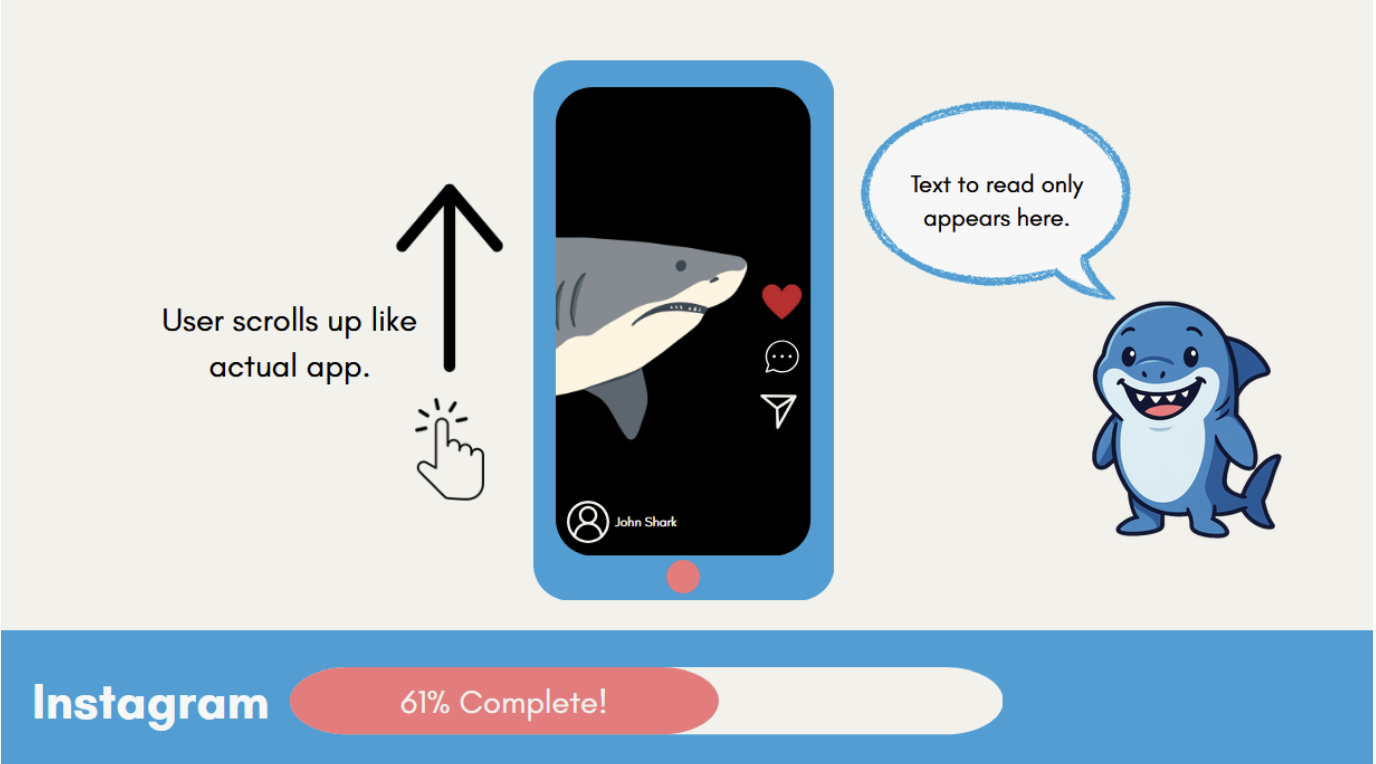 Text to read only
appears here.
User scrolls up like
actual app.
John Shark
Instagram
61% Complete!